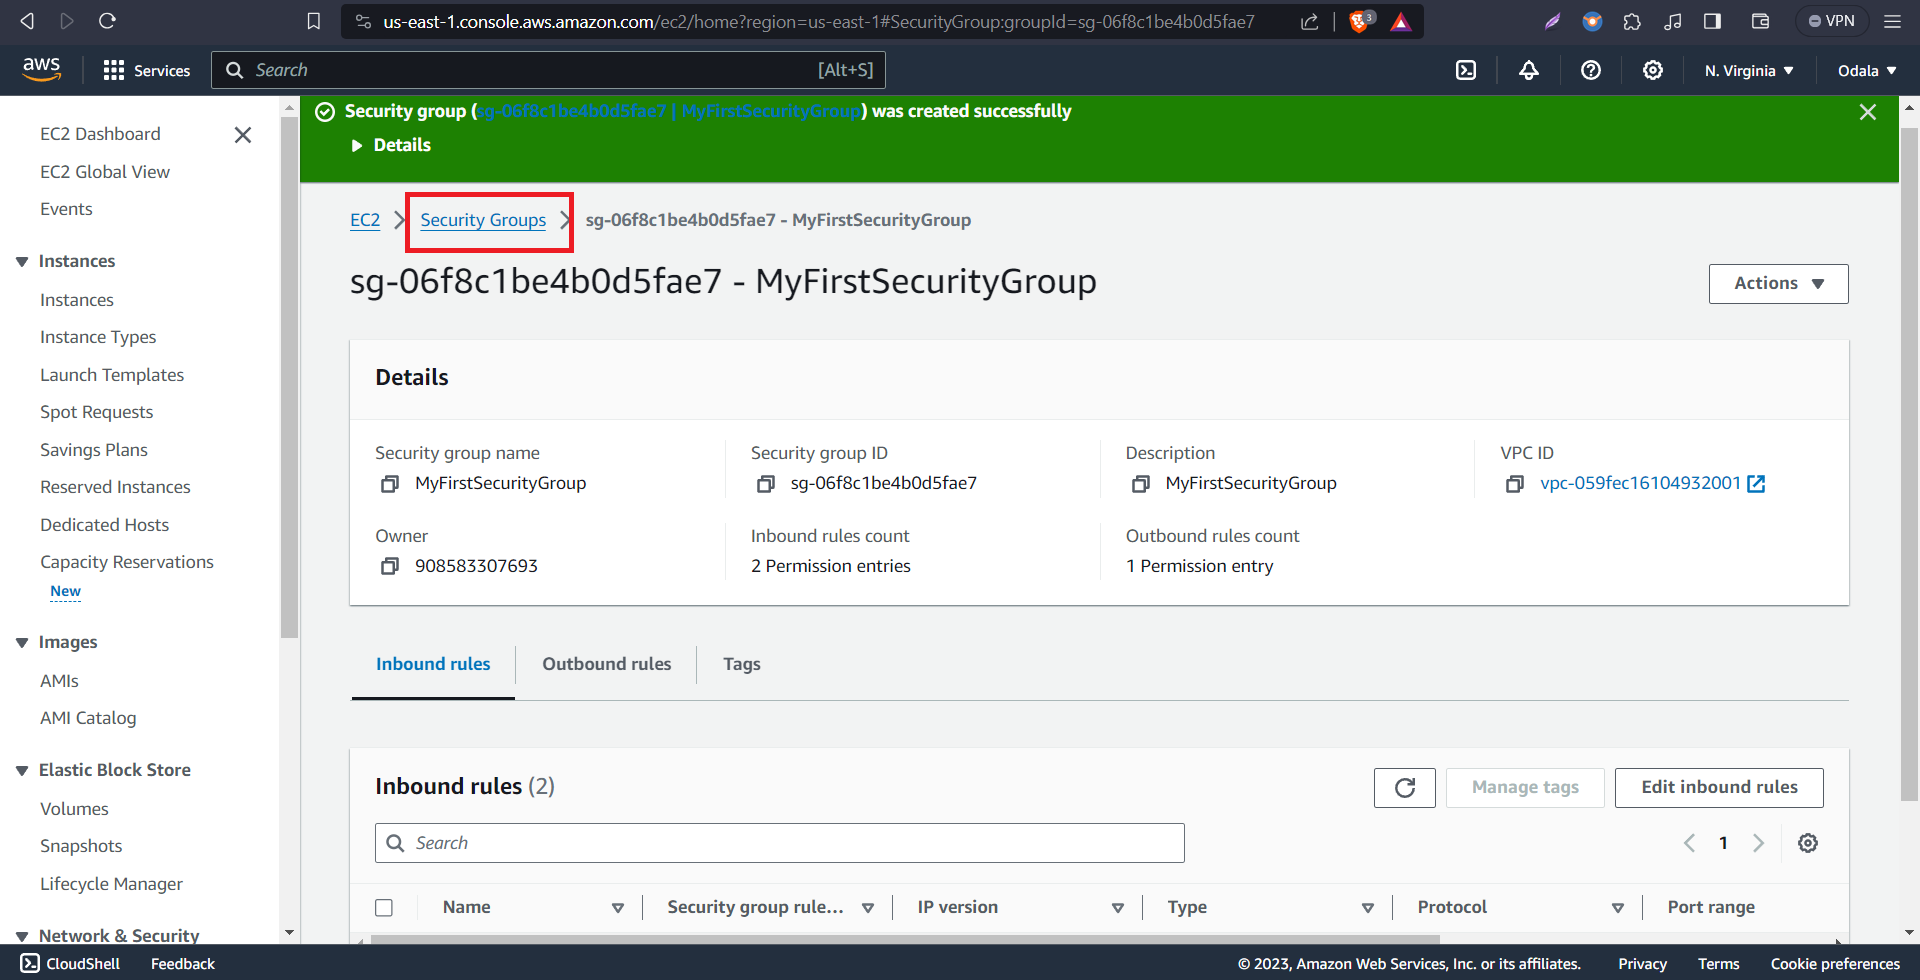 us-east-1.console.aws.amazon.com/ec2/home?region=us-east-1#SecurityGroup:groupId=sg-06f8c1be4b0d5fae7
3
VPN
aws
Services
Search
[Alt+S]
N. Virginia
Odala
EC2 Dashboard
EC2 Global View
Events
Instances
Instances
Instance Types
Launch Templates
Spot Requests
Savings Plans
Reserved Instances
Dedicated Hosts
Capacity Reservations
New
Images
AMIs
AMI Catalog
Elastic Block Store
Volumes
Snapshots
Lifecycle Manager
Network & Security
Security group (sg-06f8c1be4b0d5fae7 | MyFirstSecurityGroup) was created successfully
Details
EC2 > Security Groups > sg-06f8c1be4b0d5fae7 - MyFirstSecurityGroup
sg-06f8c1be4b0d5fae7 - MyFirstSecurityGroup
Actions
Details
Security group name
MyFirstSecurityGroup
Security group ID
sg-06f8c1be4b0d5fae7
Description
MyFirstSecurityGroup
VPC ID
vpc-059fec16104932001
Owner
908583307693
Inbound rules count
2 Permission entries
Outbound rules count
1 Permission entry
Inbound rules
Outbound rules
Tags
Inbound rules (2)
Manage tags
Edit inbound rules
Search
1
Name
Security group rule...
IP version
Type
Protocol
Port range
CloudShell
Feedback
© 2023, Amazon Web Services, Inc. or its affiliates.
Privacy
Terms
Cookie preferences